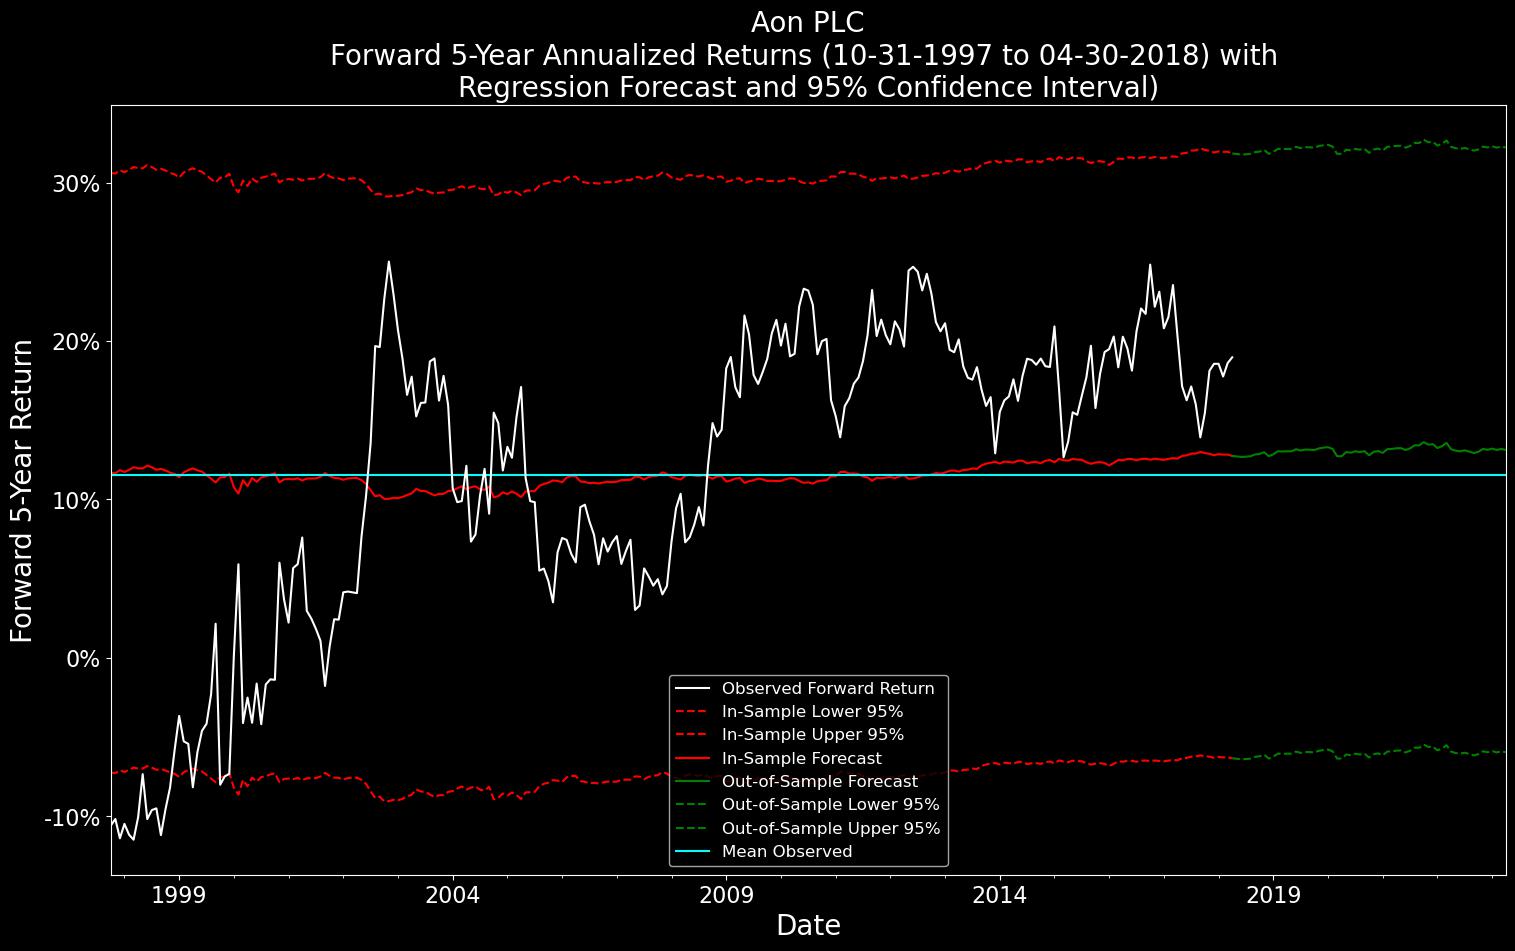 Aon PLC
Forward 5-Year Annualized Returns (10-31-1997 to 04-30-2018) with
Regression Forecast and 95% Confidence Interval)
Forward 5-Year Return
30%
20%
10%
0%
-10%
Observed Forward Return
In-Sample Lower 95%
In-Sample Upper 95%
In-Sample Forecast
Out-of-Sample Forecast
Out-of-Sample Lower 95%
Out-of-Sample Upper 95%
Mean Observed
1999 2004 2009 2014 2019
Date